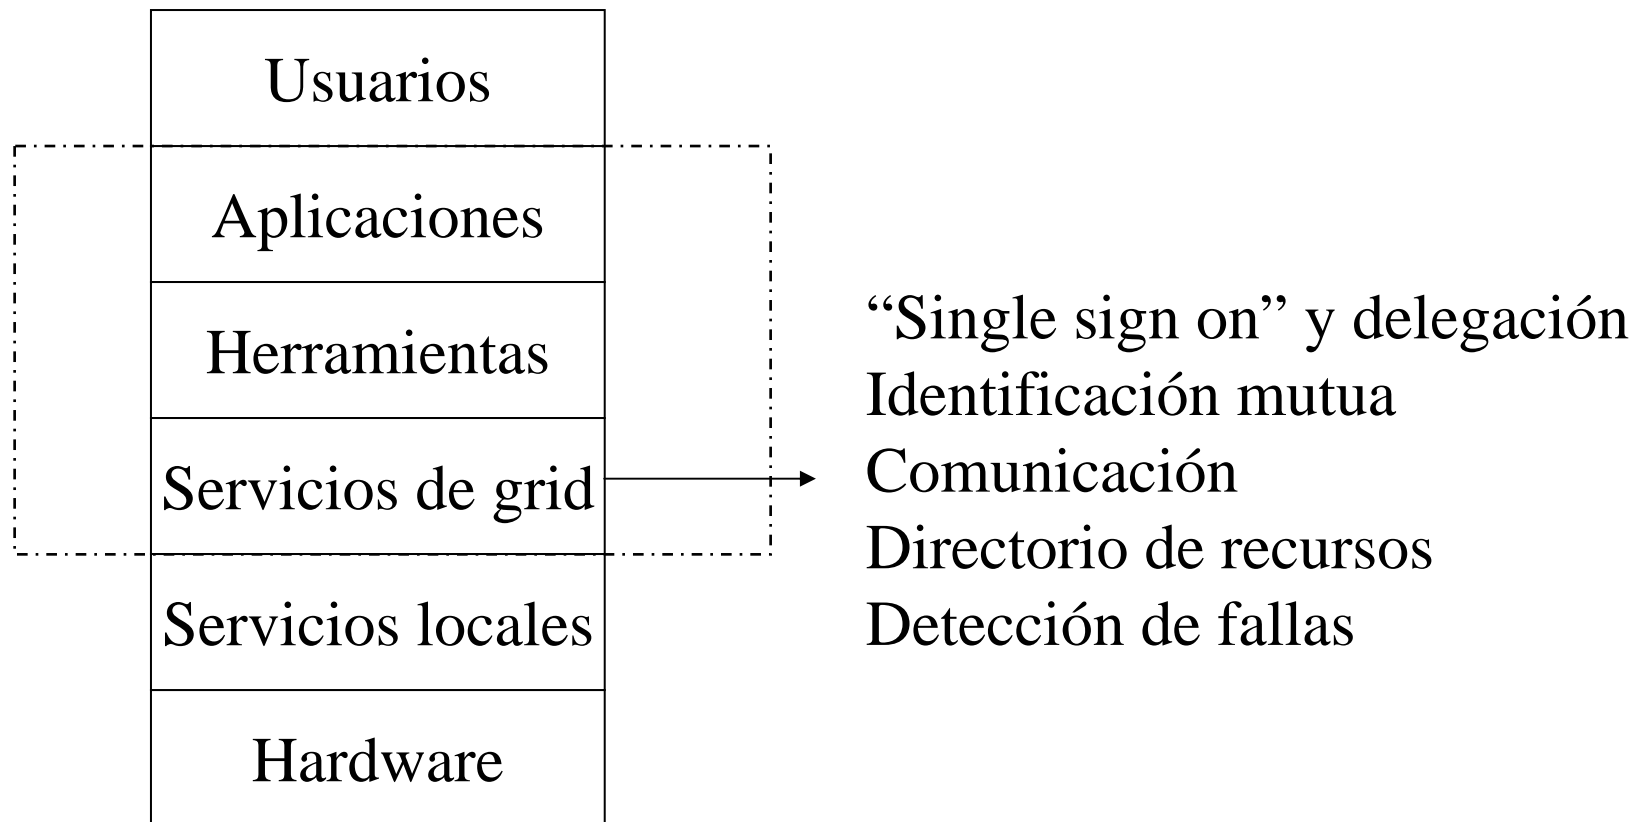 Usuarios
Aplicaciones
Herramientas
Servicios de grid
Servicios locales
Hardware
“Single sign on” y delegación
Identificación mutua
Comunicación
Directorio de recursos
Detección de fallas